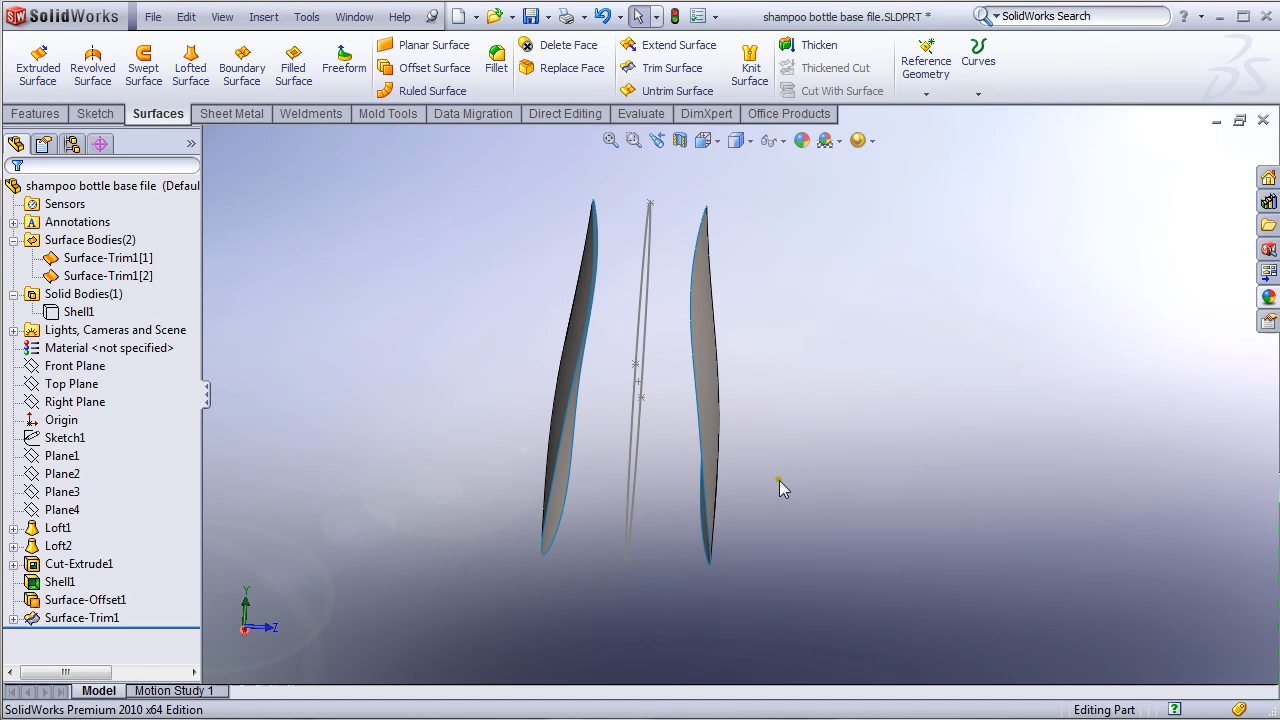 SolidWorks File Edit View Insert Tools Window Help shampoo bottle base file.SLDPRT * SolidWorks Search
Extruded Surface
Revolved Surface
Swept Surface
Lofted Surface
Boundary Surface
Filled Surface
Freeform
Planar Surface
Offset Surface
Ruled Surface
Fillet
Delete Face
Replace Face
Extend Surface
Trim Surface
Untrim Surface
Knit Surface
Thicken
Thickened Cut
Cut With Surface
Reference Geometry
Curves
Features Sketch Surfaces Sheet Metal Weldments Mold Tools Data Migration Direct Editing Evaluate DimXpert Office Products
shampoo bottle base file (Defaul
Sensors
Annotations
Surface Bodies(2)
Surface-Trim1[1]
Surface-Trim1[2]
Solid Bodies(1)
Shell1
Lights, Cameras and Scene
Material <not specified>
Front Plane
Top Plane
Right Plane
Origin
Sketch1
Plane1
Plane2
Plane3
Plane4
Loft1
Loft2
Cut-Extrude1
Shell1
Surface-Offset1
Surface-Trim1
Y
Z
Model Motion Study 1
SolidWorks Premium 2010 x64 Edition Editing Part